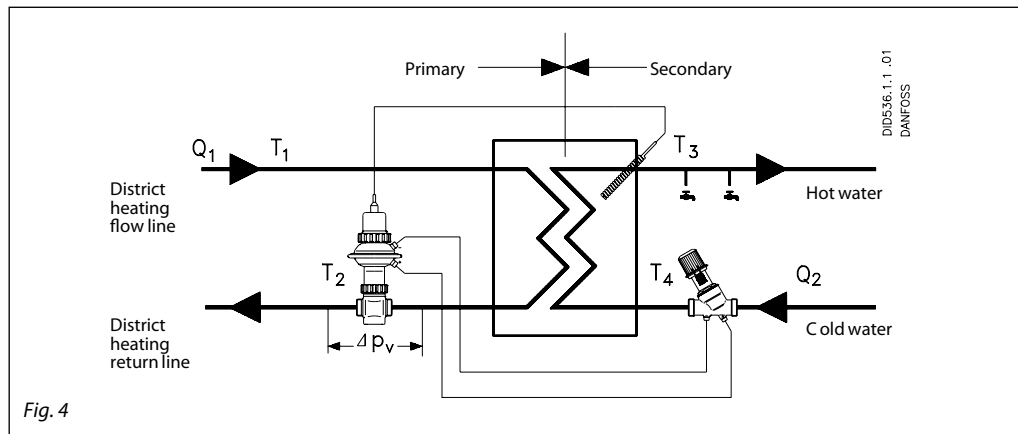 Primary
Secondary
DID536.1.1 .01
DANFOSS
Q1
T1
T3
District
heating
flow line
Hot water
T2
T4
Q2
District
heating
return line
Δpv
C old water
Fig. 4